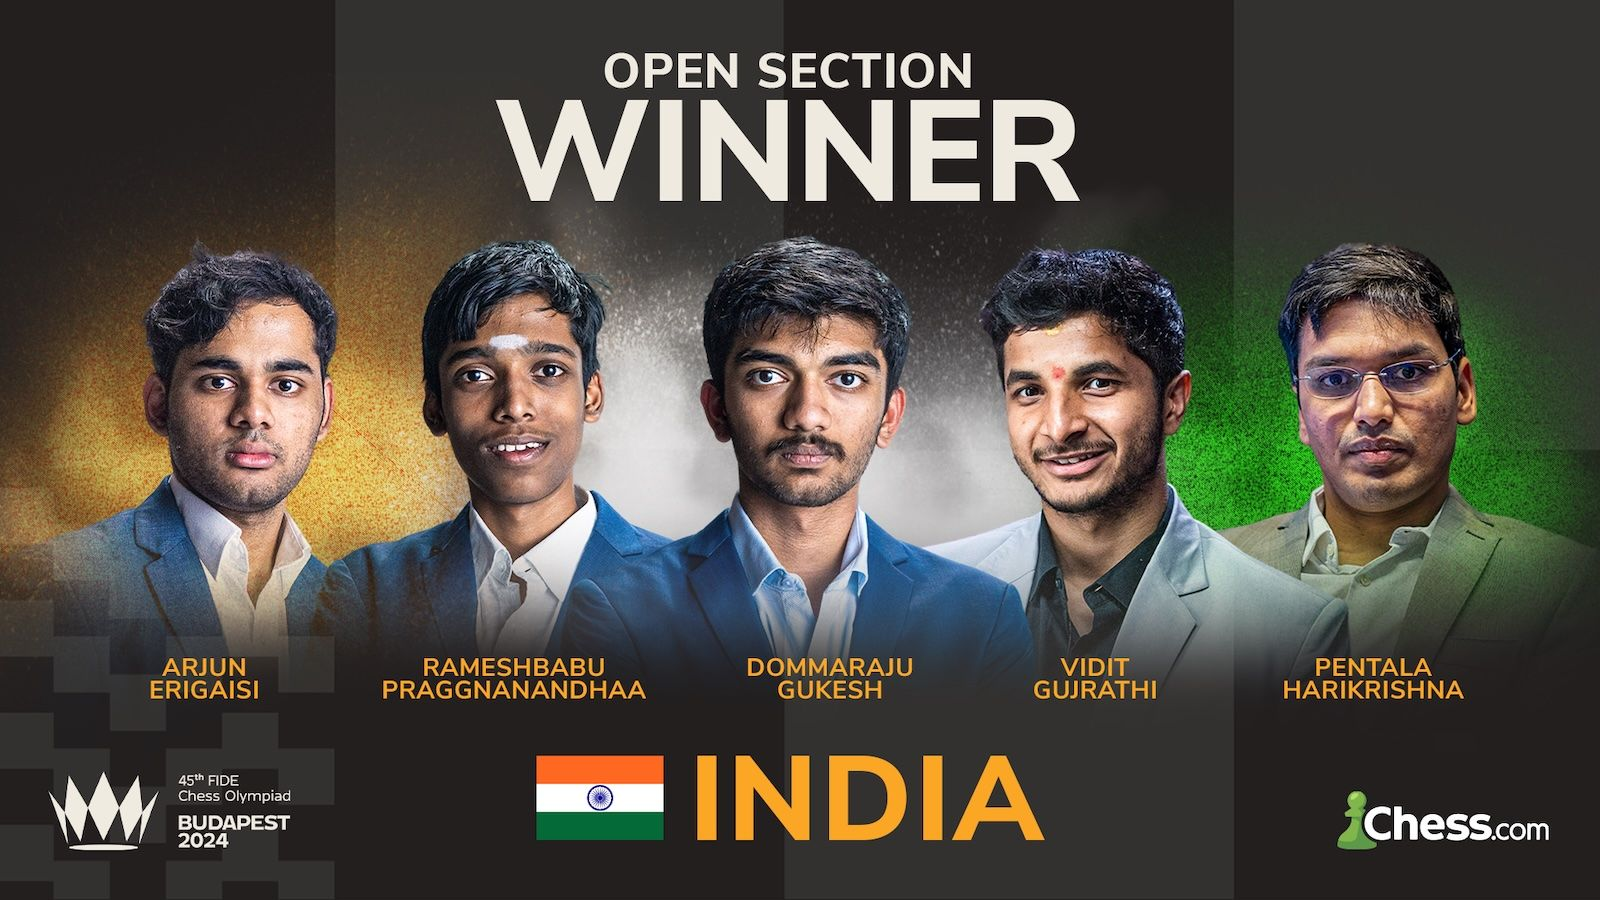 OPEN SECTION
WINNER
ARJUN
ERIGAISI
RAMESHBABU
PRAGGNANANDHAA
DOMMARAJU
GUKESH
VIDIT
GUJRATHI
PENTALA
HARIKRISHNA
INDIA
45th FIDE
Chess Olympiad
BUDAPEST
2024
Chess.com